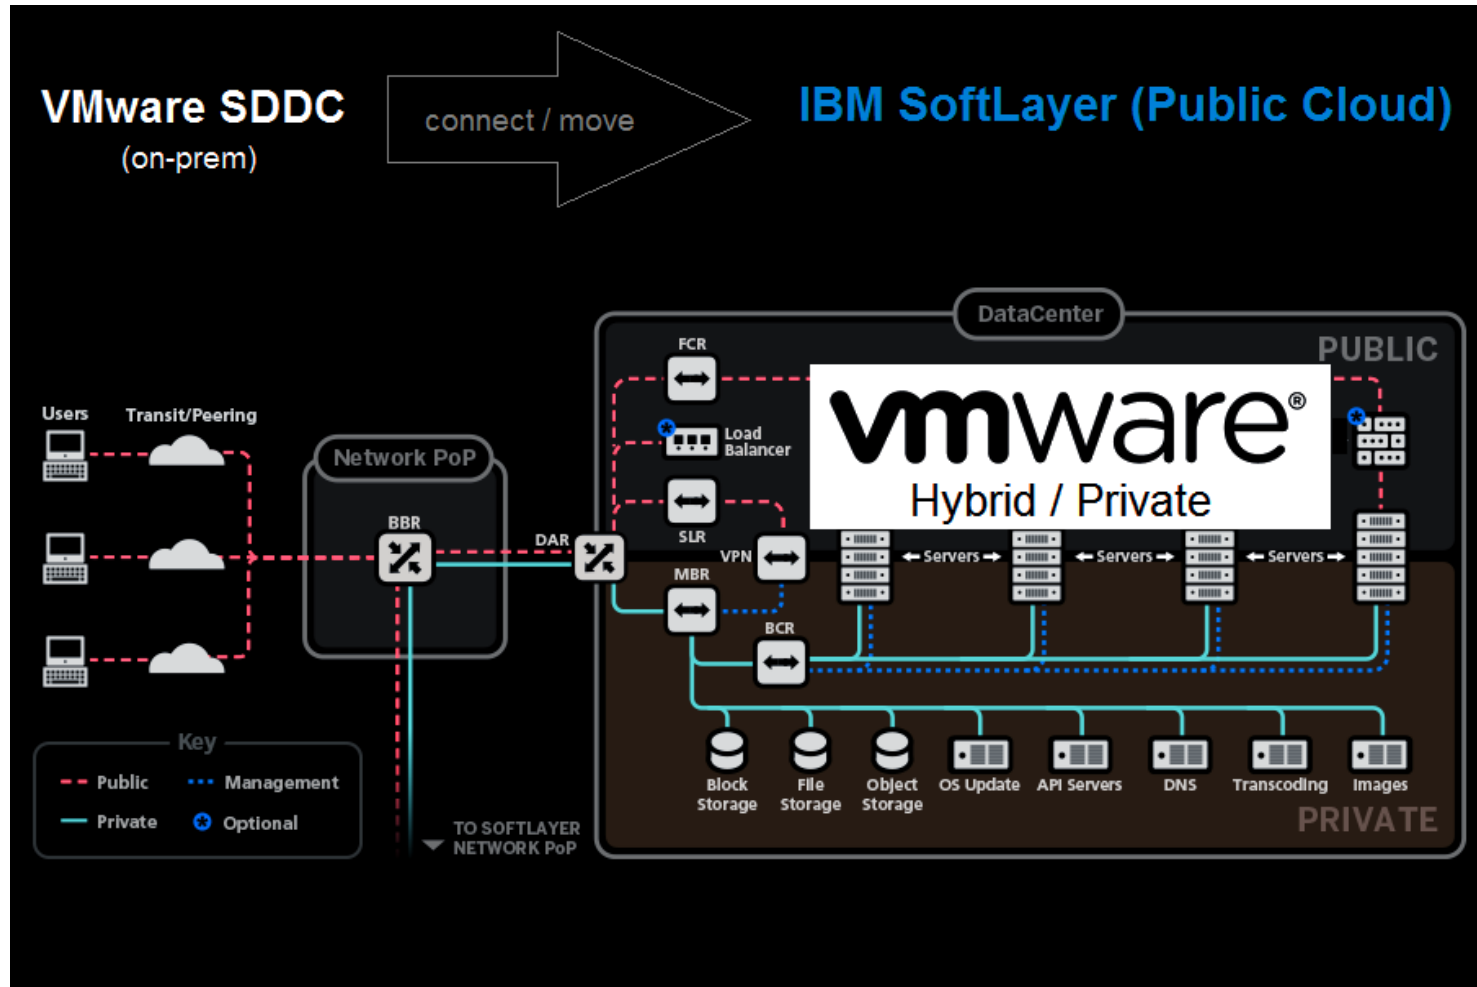 VMware SDDC
(on-prem)
connect / move
IBM SoftLayer (Public Cloud)
DataCenter
PUBLIC
FCR
vmware®
Hybrid / Private
Load
Balancer
SLR
VPN
Servers
Servers
Servers
Users
Transit/Peering
Network PoP
BBR
DAR
MBR
BCR
Block
Storage
File
Storage
Object
Storage
OS Update
API Servers
DNS
Transcoding
Images
PRIVATE
Key
Public
Management
Private
Optional
TO SOFTLAYER
NETWORK PoP